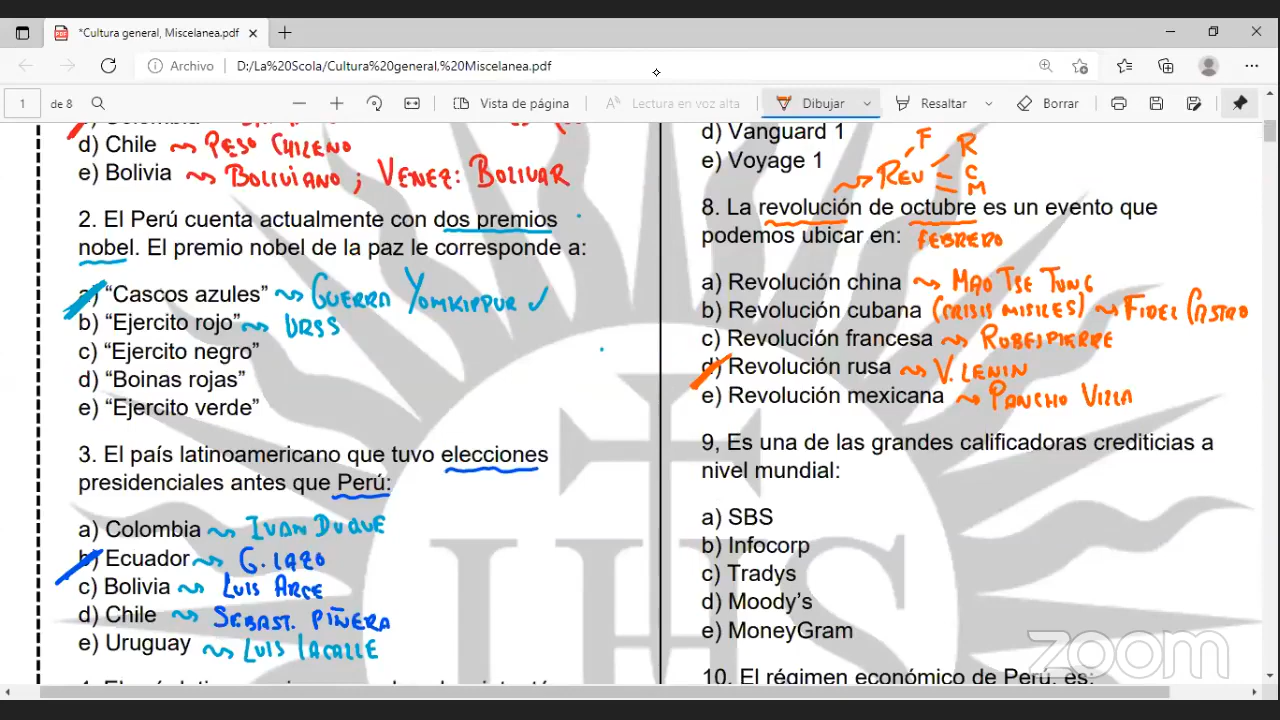 *Cultura general, Miscelanea.pdf
Archivo D:/La%20Scola/Cultura%20general,%20Miscelanea.pdf
1 de 8 Vista de página Lectura en voz alta Dibujar Resaltar Borrar
d) Chile PESO CHILENO
e) Bolivia BOLIVIANO ; VENEZ: BOLIVAR
2. El Perú cuenta actualmente con dos premios
nobel. El premio nobel de la paz le corresponde a:
a) “Cascos azules” GUERRA YOMKIPPUR ✓
b) “Ejercito rojo” URSS
c) “Ejercito negro”
d) “Boinas rojas”
e) “Ejercito verde”
3. El país latinoamericano que tuvo elecciones
presidenciales antes que Perú:
a) Colombia IVAN DUQUE
b) Ecuador G. LAZO
c) Bolivia LUIS ARCE
d) Chile SEBAST. PIÑERA
e) Uruguay LUIS LACALLE
d) Vanguard 1
e) Voyage 1
REV F R C M
8. La revolución de octubre es un evento que
podemos ubicar en: FEBRERO
a) Revolución china MAO TSE TUNG
b) Revolución cubana (CRISIS MISILES) FIDEL CASTRO
c) Revolución francesa ROBESPIERRE
d) Revolución rusa V. LENIN
e) Revolución mexicana PANCHO VILLA
9, Es una de las grandes calificadoras crediticias a
nivel mundial:
a) SBS
b) Infocorp
c) Tradys
d) Moody’s
e) MoneyGram
10. El régimen económico de Perú, es:
IHS
zoom